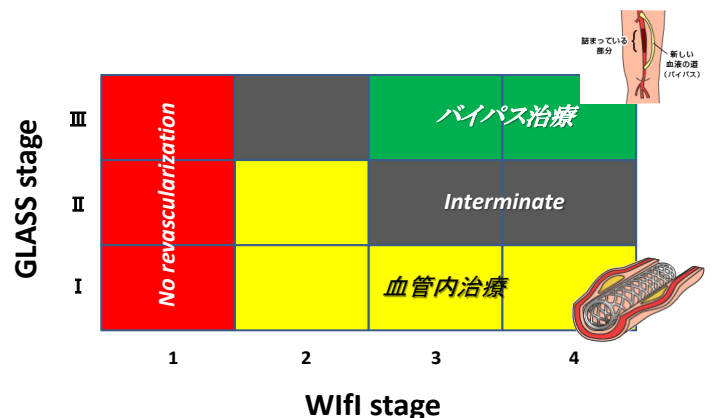 詰まっている
部分
新しい
血液の道
（バイパス）
GLASS stage
Ⅲ
Ⅱ
Ⅰ
No revascularization
バイパス治療
Interminate
血管内治療
1 2 3 4
WIfI stage